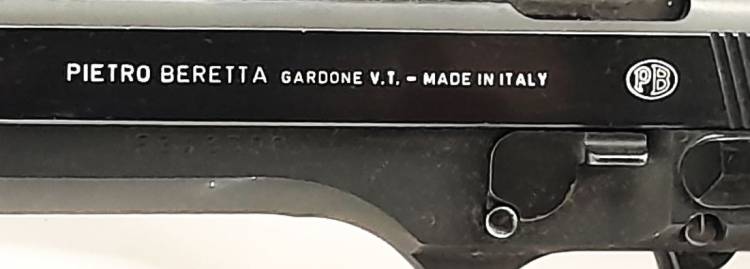 PIETRO BERETTA GARDONE V.T. - MADE IN ITALY
PB